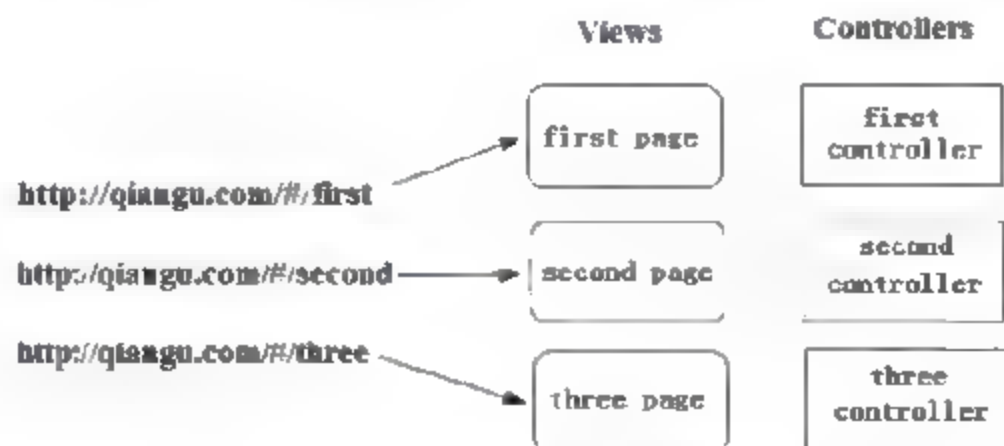 Views
Controllers
first page
first
controller
http://qiangu.com/#/first
second page
second
controller
http://qiangu.com/#/second
three page
three
controller
http://qiangu.com/#/three